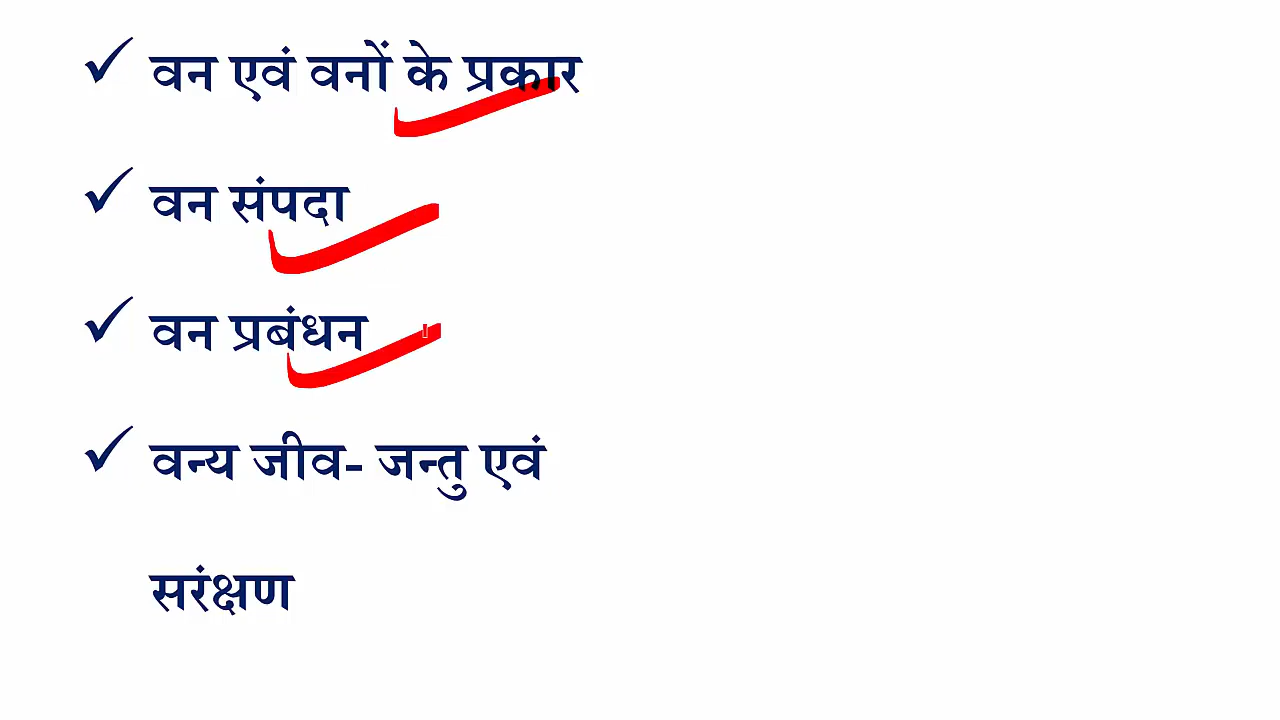 ✓ वन एवं वनों के प्रकार
✓ वन संपदा
✓ वन प्रबंधन
✓ वन्य जीव- जन्तु एवं
सरंक्षण